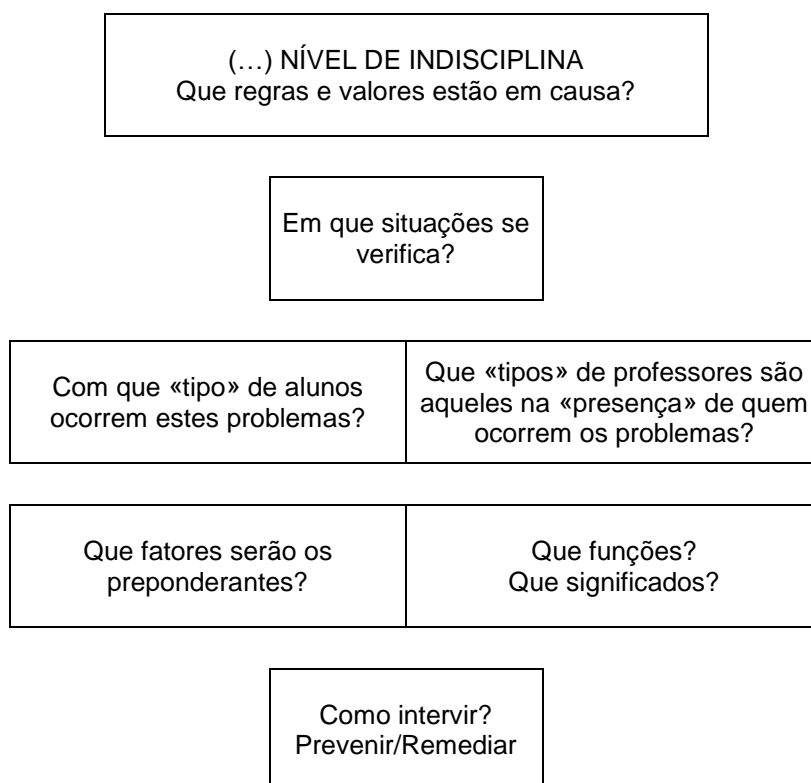 (…) NÍVEL DE INDISCIPLINA
Que regras e valores estão em causa?
Em que situações se
verifica?
Com que «tipo» de alunos
ocorrem estes problemas?
Que «tipos» de professores são
aqueles na «presença» de quem
ocorrem os problemas?
Que fatores serão os
preponderantes?
Que funções?
Que significados?
Como intervir?
Prevenir/Remediar